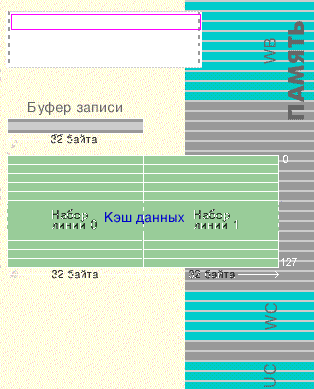 WB
ПАМЯТЬ
Буфер записи
32 байта
0
Набор линий 0
Кэш данных
Набор линий 1
127
32 байта
32 байта
WC
UC